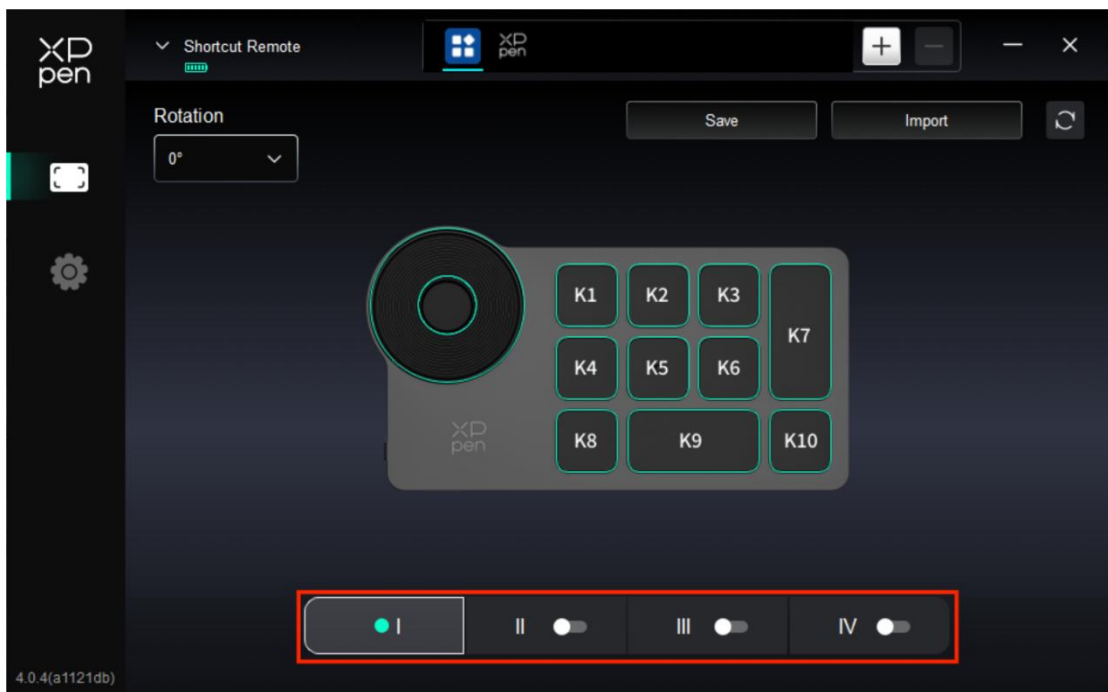 XP
pen
Shortcut Remote
XP
pen
Rotation
Save
Import
0°
K1
K2
K3
K7
K4
K5
K6
XP
pen
K8
K9
K10
I
II
III
IV
4.0.4(a1121db)